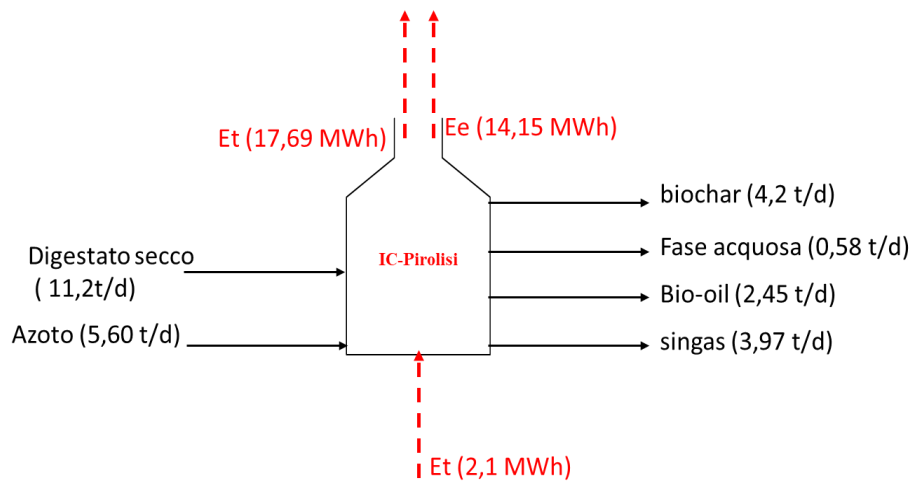 Et (17,69 MWh)
Ee (14,15 MWh)
biochar (4,2 t/d)
Digestato secco
( 11,2t/d)
IC-Pirolisi
Fase acquosa (0,58 t/d)
Bio-oil (2,45 t/d)
Azoto (5,60 t/d)
singas (3,97 t/d)
Et (2,1 MWh)